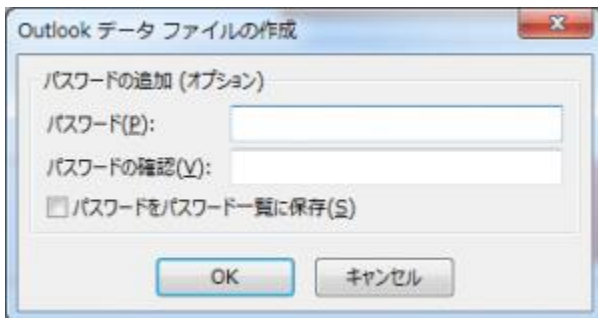 Outlook データ ファイルの作成
パスワードの追加 (オプション)
パスワード(P):
パスワードの確認(V):
パスワードをパスワード一覧に保存(S)
OK キャンセル